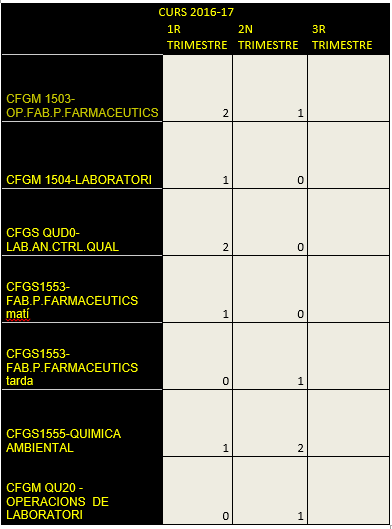 CURS 2016-17
1R 2N 3R
TRIMESTRE TRIMESTRE TRIMESTRE
CFGM 1503-
OP.FAB.P.FARMACEUTICS 2 1
CFGM 1504-LABORATORI 1 0
CFGS QUD0-
LAB.AN.CTRL.QUAL 2 0
CFGS1553-
FAB.P.FARMACEUTICS
matí 1 0
CFGS1553-
FAB.P.FARMACEUTICS
tarda 0 1
CFGS1555-QUIMICA
AMBIENTAL 1 2
CFGM QU20 -
OPERACIONS DE
LABORATORI 0 1